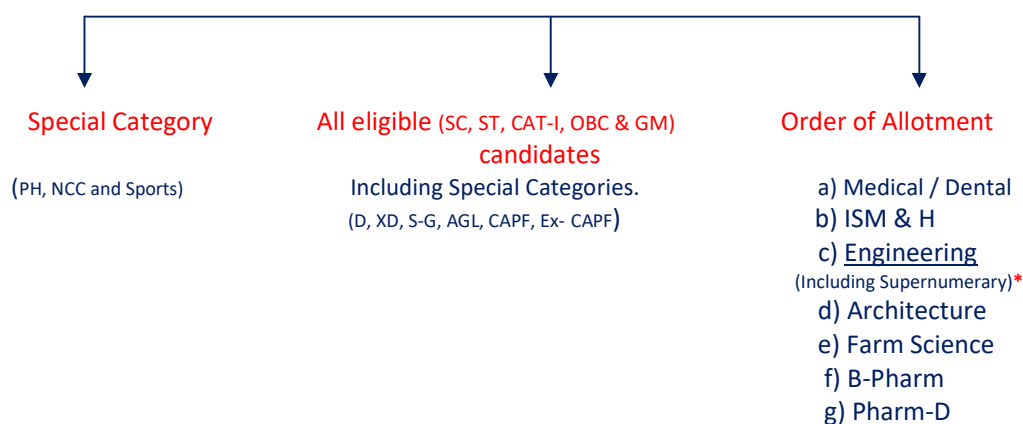 Special Category
(PH, NCC and Sports)
All eligible (SC, ST, CAT-I, OBC & GM)
candidates
Including Special Categories.
(D, XD, S-G, AGL, CAPF, Ex- CAPF)
Order of Allotment
a) Medical / Dental
b) ISM & H
c) Engineering
(Including Supernumerary)*
d) Architecture
e) Farm Science
f) B-Pharm
g) Pharm-D